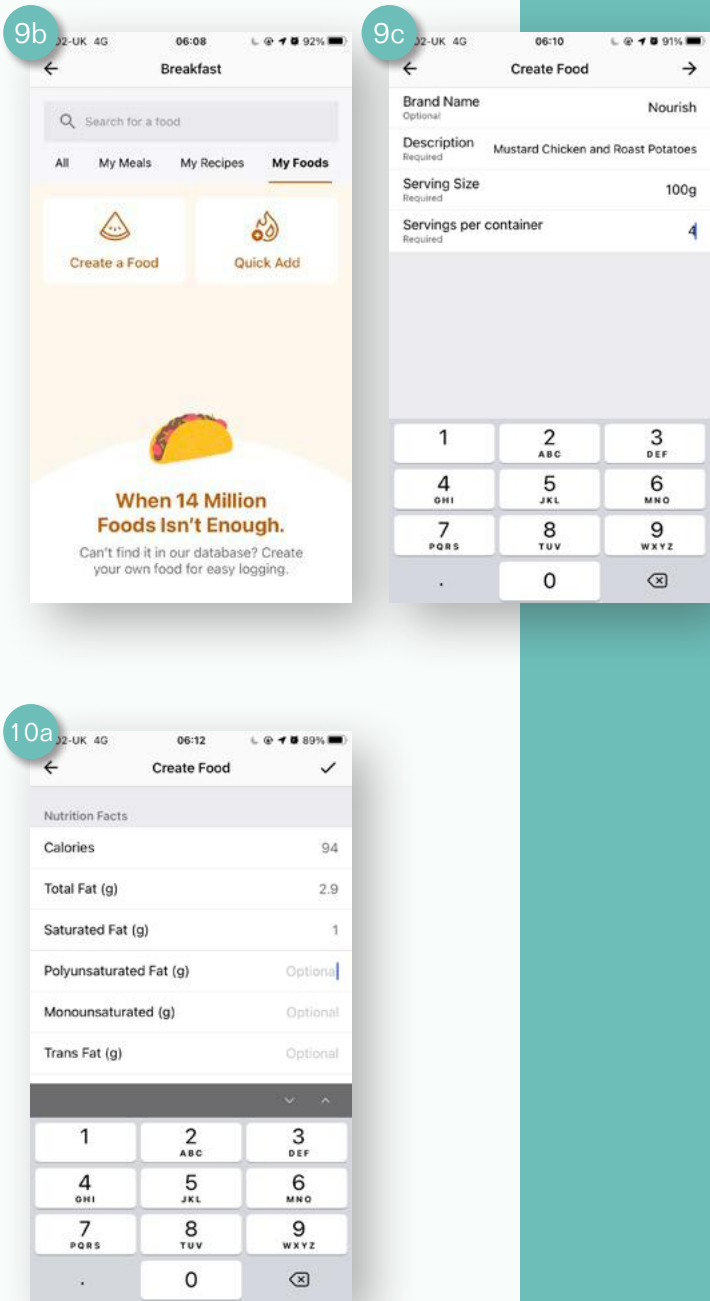 9b
O2-UK 4G 06:08 92%
Breakfast
Search for a food
All My Meals My Recipes My Foods
Create a Food Quick Add
When 14 Million
Foods Isn't Enough.
Can't find it in our database? Create
your own food for easy logging.
9c
O2-UK 4G 06:10 91%
Create Food
Brand Name Nourish
Optional
Description Mustard Chicken and Roast Potatoes
Required
Serving Size 100g
Required
Servings per container 4
Required
1 2 3
ABC DEF
4 5 6
GHI JKL MNO
7 8 9
PQRS TUV WXYZ
. 0
10a
O2-UK 4G 06:12 89%
Create Food
Nutrition Facts
Calories 94
Total Fat (g) 2.9
Saturated Fat (g) 1
Polyunsaturated Fat (g) Optional
Monounsaturated (g) Optional
Trans Fat (g) Optional
1 2 3
ABC DEF
4 5 6
GHI JKL MNO
7 8 9
PQRS TUV WXYZ
. 0